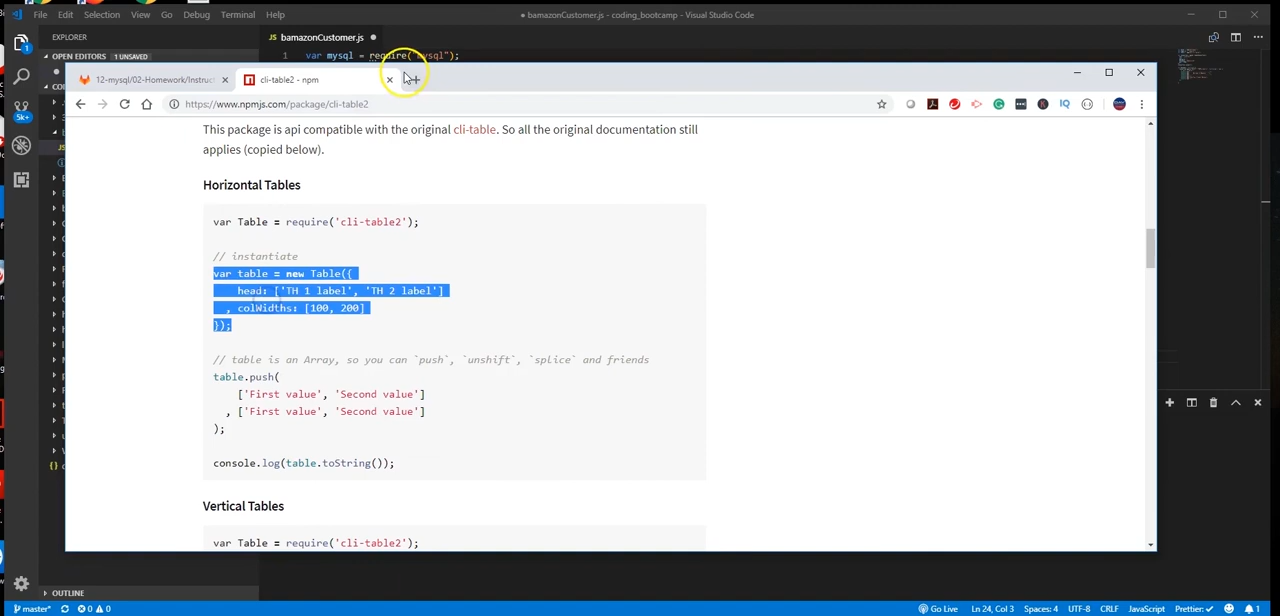 File Edit Selection View Go Debug Terminal Help
● bamazonCustomer.js - coding_bootcamp - Visual Studio Code
EXPLORER
bamazonCustomer.js ●
OPEN EDITORS 1 UNSAVED
1 var mysql = require("mysql");
12-mysql/02-Homework/Instruct
cli-table2 - npm
https://www.npmjs.com/package/cli-table2
This package is api compatible with the original cli-table. So all the original documentation still
applies (copied below).
Horizontal Tables
var Table = require('cli-table2');
// instantiate
var table = new Table({
head: ['TH 1 label', 'TH 2 label']
, colWidths: [100, 200]
});
// table is an Array, so you can `push`, `unshift`, `splice` and friends
table.push(
['First value', 'Second value']
, ['First value', 'Second value']
);
console.log(table.toString());
Vertical Tables
var Table = require('cli-table2');
OUTLINE
master* 0 0 Go Live Ln 24, Col 3 Spaces: 4 UTF-8 CRLF JavaScript Prettier: ✓ 1